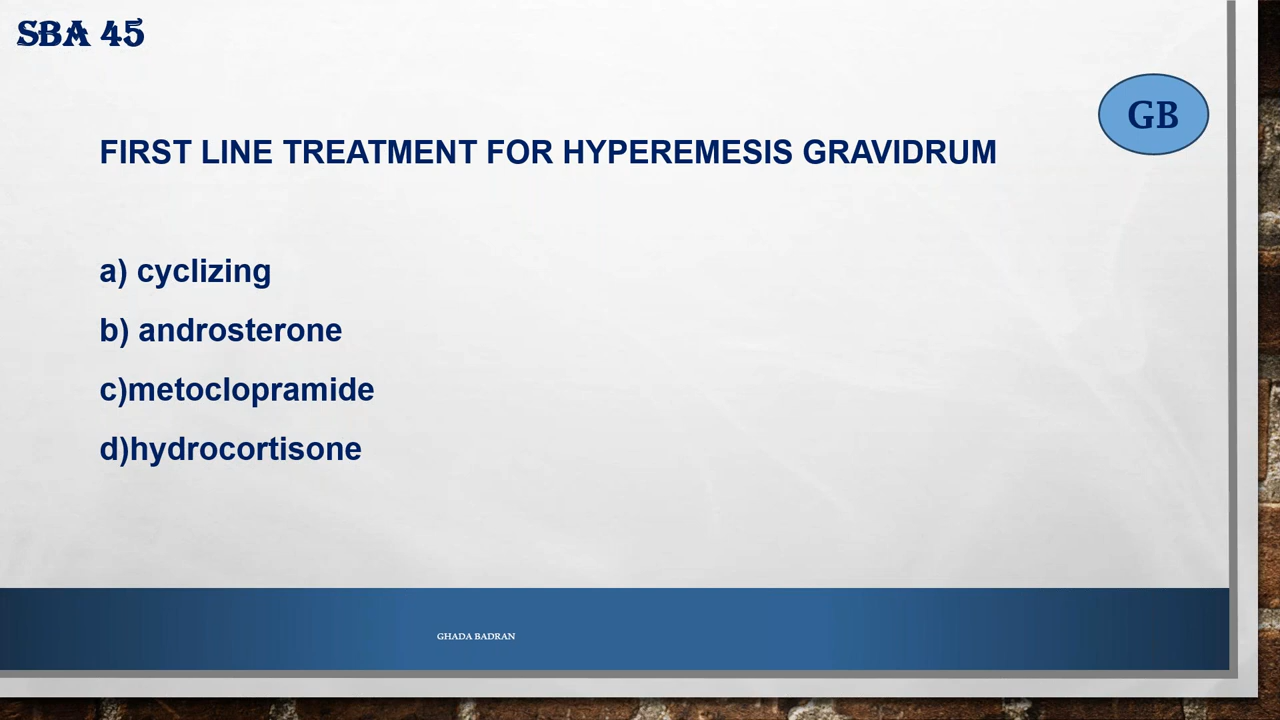 SBA 45
GB
FIRST LINE TREATMENT FOR HYPEREMESIS GRAVIDRUM
a) cyclizing
b) androsterone
c)metoclopramide
d)hydrocortisone
GHADA BADRAN